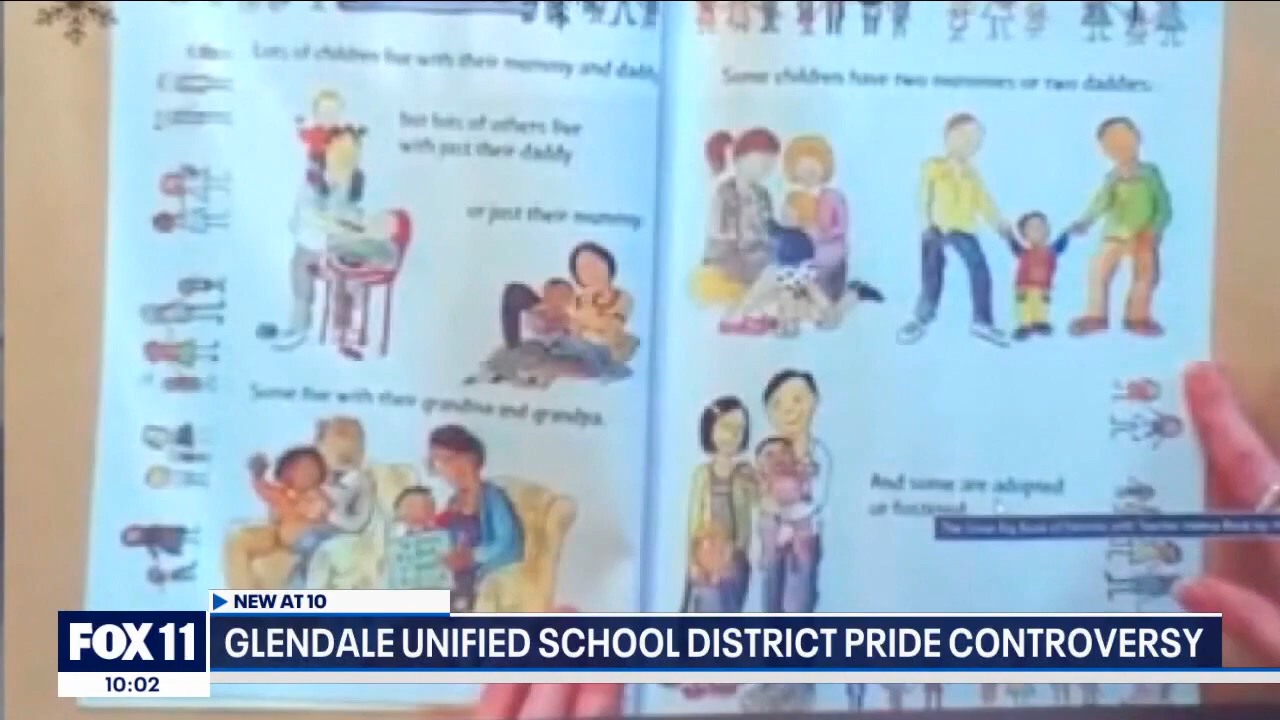 Lots of children live with their mommy and daddy,
but lots of others live
with just their daddy
or just their mommy.
Some live with their grandma and grandpa.
Some children have two mommies or two daddies.
And some are adopted
or fostered.
NEW AT 10
FOX 11
GLENDALE UNIFIED SCHOOL DISTRICT PRIDE CONTROVERSY
10:02